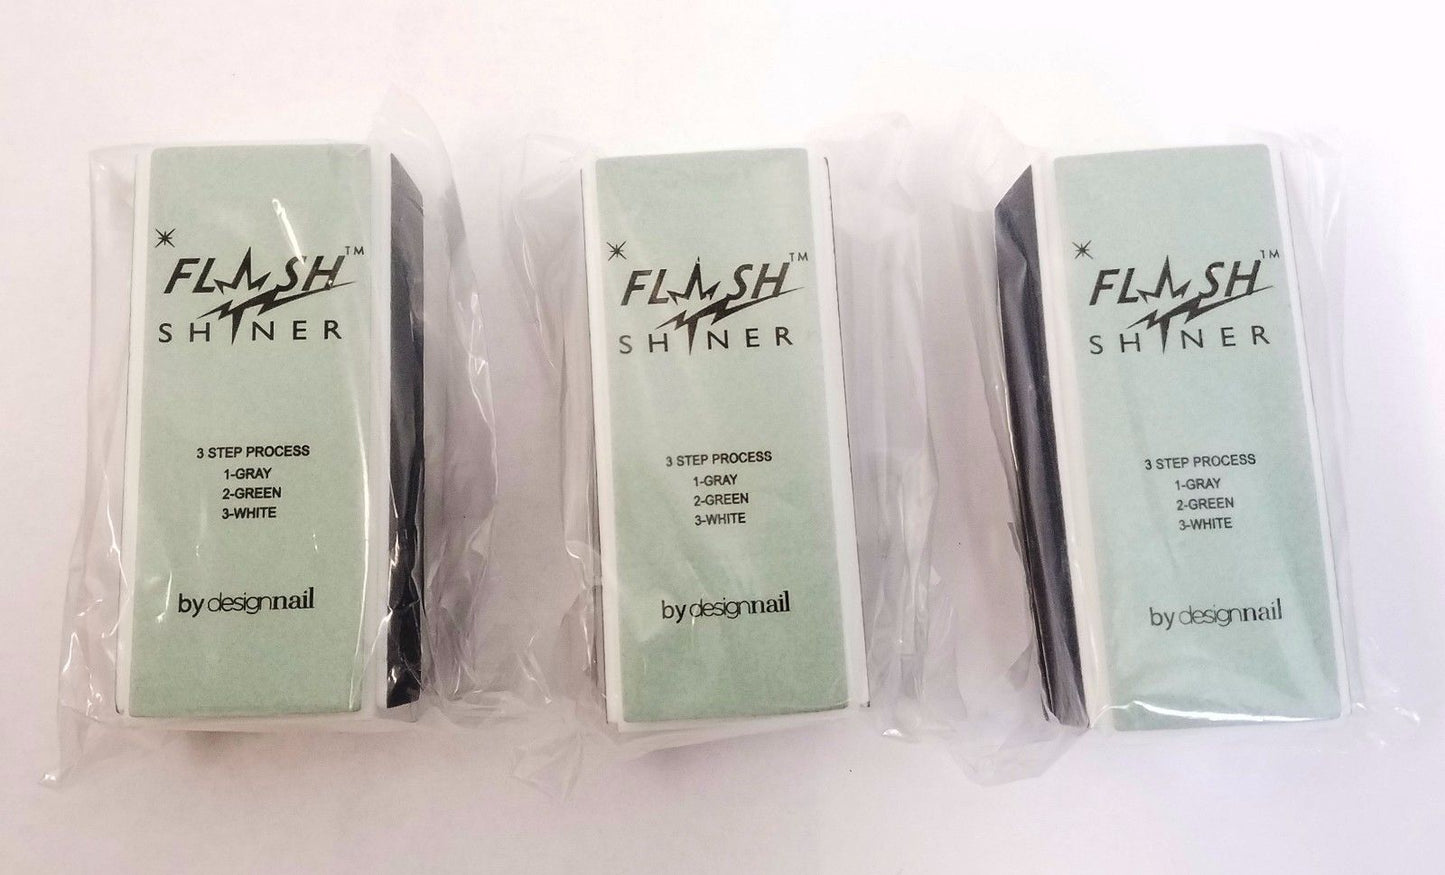 FLASH™
SHINER
3 STEP PROCESS
1-GRAY
2-GREEN
3-WHITE
by designnail
FLASH™
SHINER
3 STEP PROCESS
1-GRAY
2-GREEN
3-WHITE
by designnail
FLASH™
SHINER
3 STEP PROCESS
1-GRAY
2-GREEN
3-WHITE
by designnail